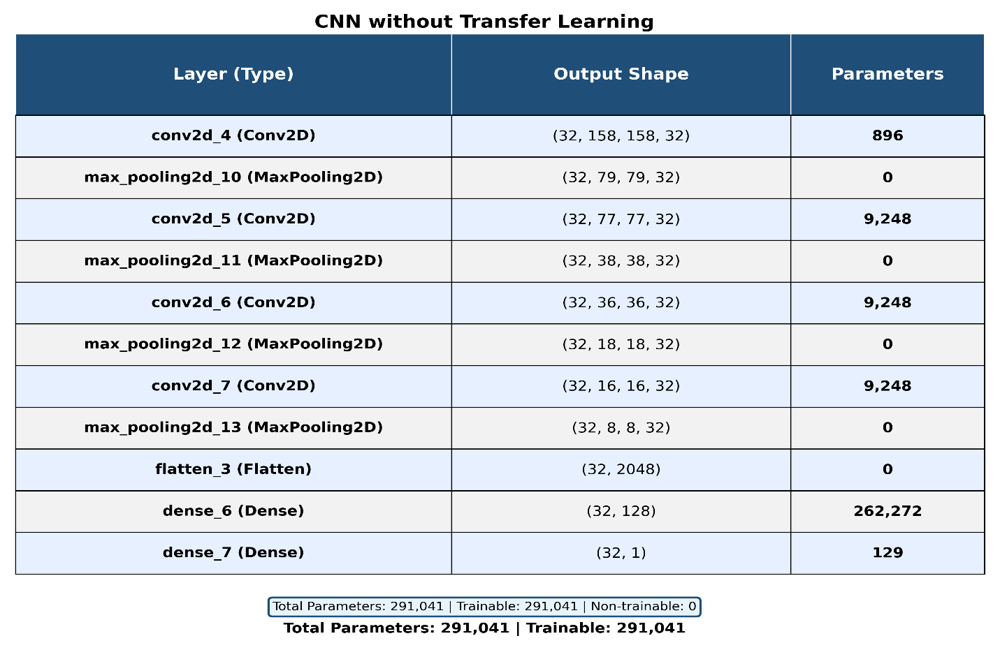 CNN without Transfer Learning
Layer (Type) Output Shape Parameters
conv2d_4 (Conv2D) (32, 158, 158, 32) 896
max_pooling2d_10 (MaxPooling2D) (32, 79, 79, 32) 0
conv2d_5 (Conv2D) (32, 77, 77, 32) 9,248
max_pooling2d_11 (MaxPooling2D) (32, 38, 38, 32) 0
conv2d_6 (Conv2D) (32, 36, 36, 32) 9,248
max_pooling2d_12 (MaxPooling2D) (32, 18, 18, 32) 0
conv2d_7 (Conv2D) (32, 16, 16, 32) 9,248
max_pooling2d_13 (MaxPooling2D) (32, 8, 8, 32) 0
flatten_3 (Flatten) (32, 2048) 0
dense_6 (Dense) (32, 128) 262,272
dense_7 (Dense) (32, 1) 129
Total Parameters: 291,041 | Trainable: 291,041 | Non-trainable: 0
Total Parameters: 291,041 | Trainable: 291,041